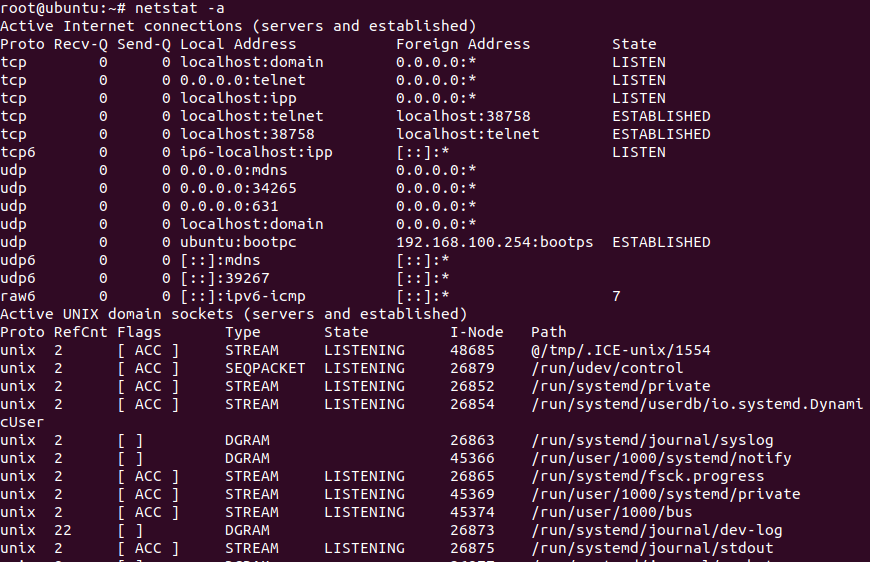 root@ubuntu:~# netstat -a
Active Internet connections (servers and established)
Proto Recv-Q Send-Q Local Address           Foreign Address         State
tcp        0      0 localhost:domain        0.0.0.0:*               LISTEN
tcp        0      0 0.0.0.0:telnet          0.0.0.0:*               LISTEN
tcp        0      0 localhost:ipp           0.0.0.0:*               LISTEN
tcp        0      0 localhost:telnet        localhost:38758         ESTABLISHED
tcp        0      0 localhost:38758         localhost:telnet        ESTABLISHED
tcp6       0      0 ip6-localhost:ipp       [::]:*                  LISTEN
udp        0      0 0.0.0.0:mdns            0.0.0.0:*
udp        0      0 0.0.0.0:34265           0.0.0.0:*
udp        0      0 0.0.0.0:631             0.0.0.0:*
udp        0      0 localhost:domain        0.0.0.0:*
udp        0      0 ubuntu:bootpc           192.168.100.254:bootps  ESTABLISHED
udp6       0      0 [::]:mdns               [::]:*
udp6       0      0 [::]:39267              [::]:*
raw6       0      0 [::]:ipv6-icmp          [::]:*                  7
Active UNIX domain sockets (servers and established)
Proto RefCnt Flags       Type       State         I-Node   Path
unix  2      [ ACC ]     STREAM     LISTENING     48685    @/tmp/.ICE-unix/1554
unix  2      [ ACC ]     SEQPACKET  LISTENING     26879    /run/udev/control
unix  2      [ ACC ]     STREAM     LISTENING     26852    /run/systemd/private
unix  2      [ ACC ]     STREAM     LISTENING     26854    /run/systemd/userdb/io.systemd.Dynami
cUser
unix  2      [ ]         DGRAM                    26863    /run/systemd/journal/syslog
unix  2      [ ]         DGRAM                    45366    /run/user/1000/systemd/notify
unix  2      [ ACC ]     STREAM     LISTENING     26865    /run/systemd/fsck.progress
unix  2      [ ACC ]     STREAM     LISTENING     45369    /run/user/1000/systemd/private
unix  2      [ ACC ]     STREAM     LISTENING     45374    /run/user/1000/bus
unix  22     [ ]         DGRAM                    26873    /run/systemd/journal/dev-log
unix  2      [ ACC ]     STREAM     LISTENING     26875    /run/systemd/journal/stdout